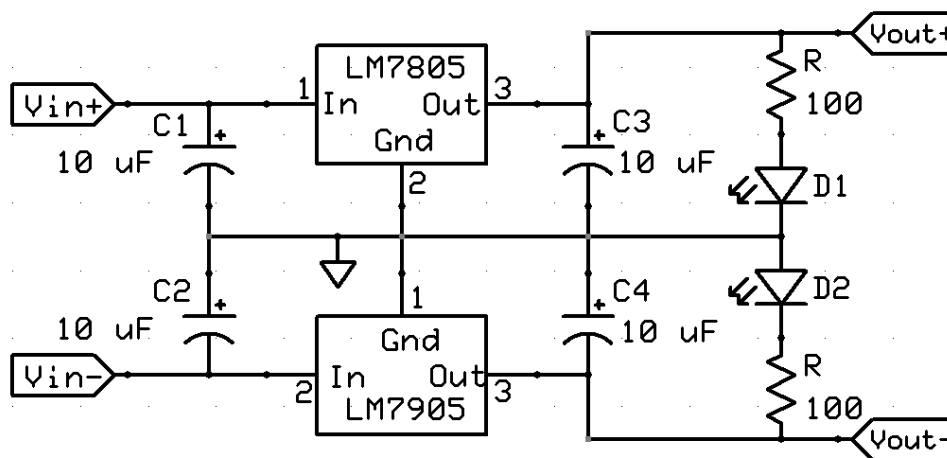 Vout+
LM7805
R
1
3
Vin+
In
Out
100
C1
C3
Gnd
10 uF
10 uF
2
D1
C2
1
C4
D2
10 uF
Gnd
10 uF
Vin-
In
Out
R
2
LM7905
3
100
Vout-